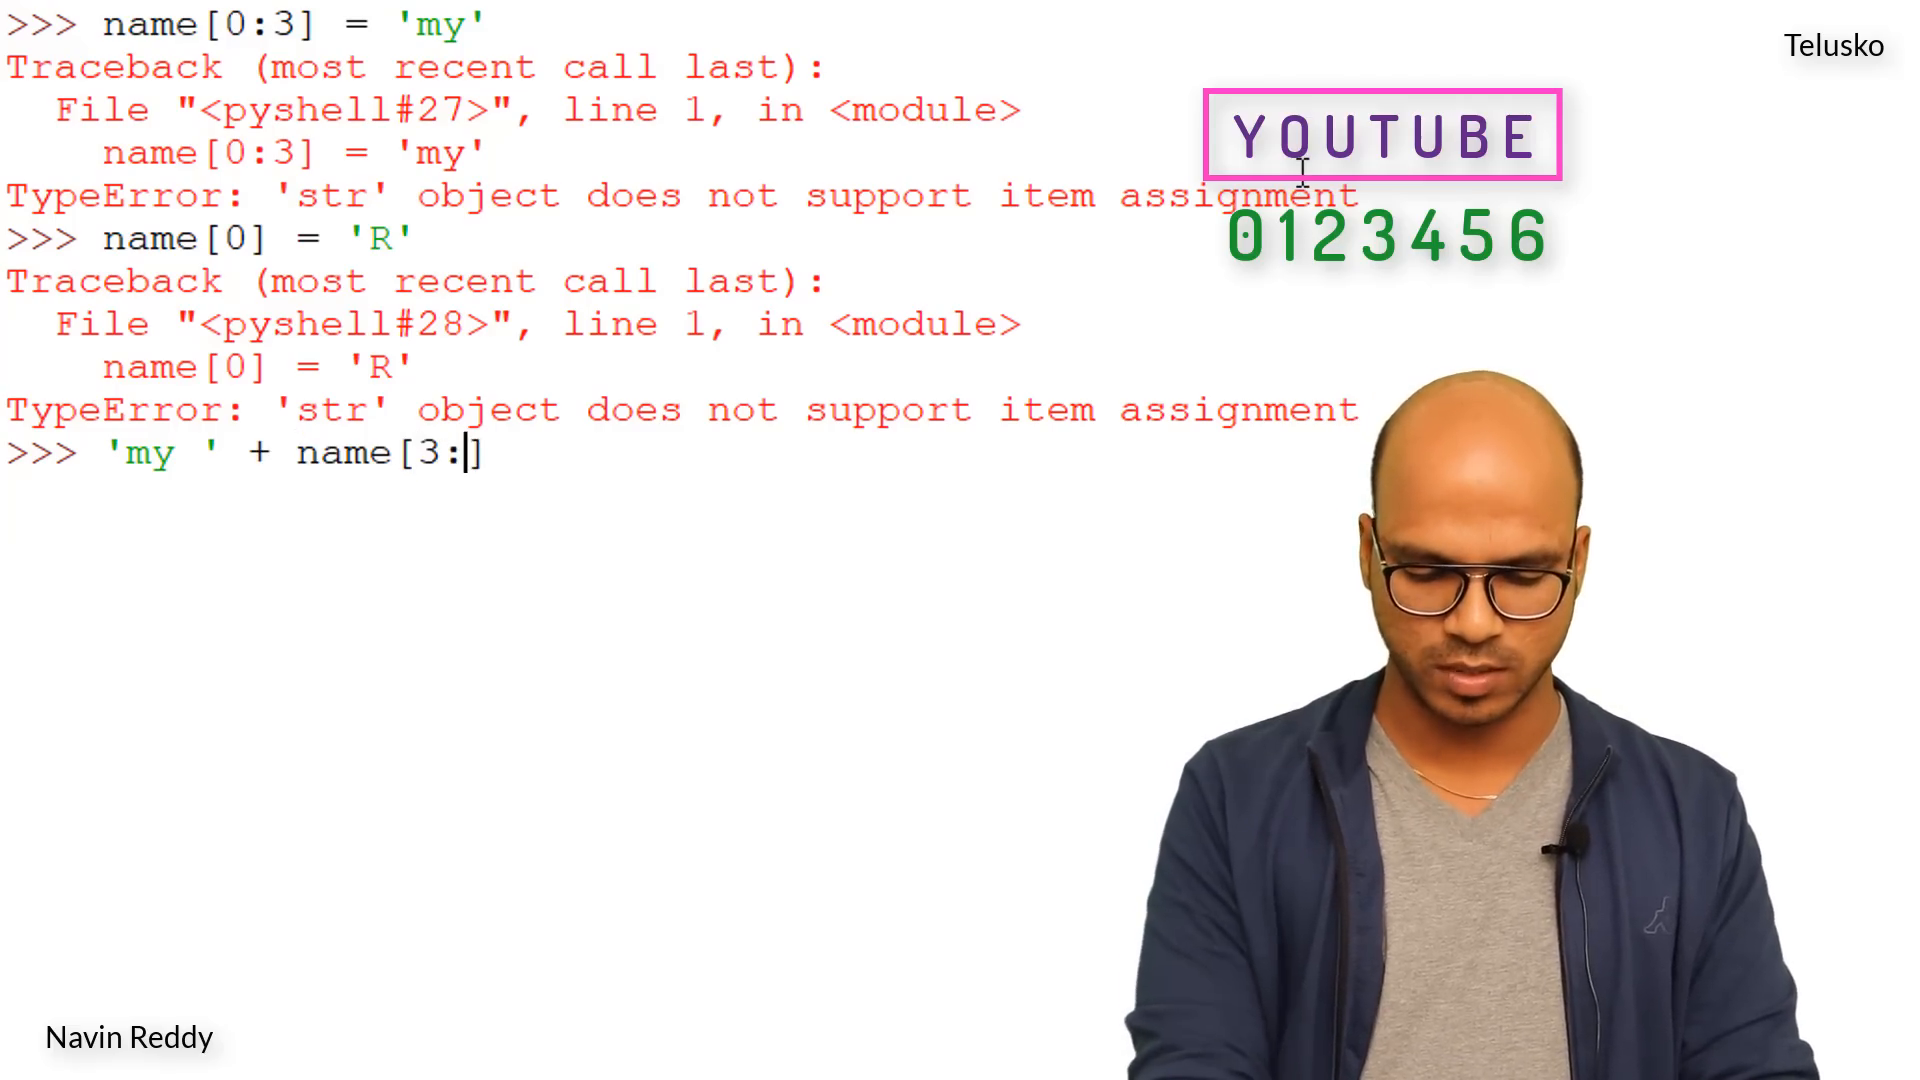 >>> name[0:3] = 'my'
Traceback (most recent call last):
  File "<pyshell#27>", line 1, in <module>
    name[0:3] = 'my'
TypeError: 'str' object does not support item assignment
>>> name[0] = 'R'
Traceback (most recent call last):
  File "<pyshell#28>", line 1, in <module>
    name[0] = 'R'
TypeError: 'str' object does not support item assignment
>>> 'my ' + name[3:]
Telusko
YOUTUBE
0123456
Navin Reddy